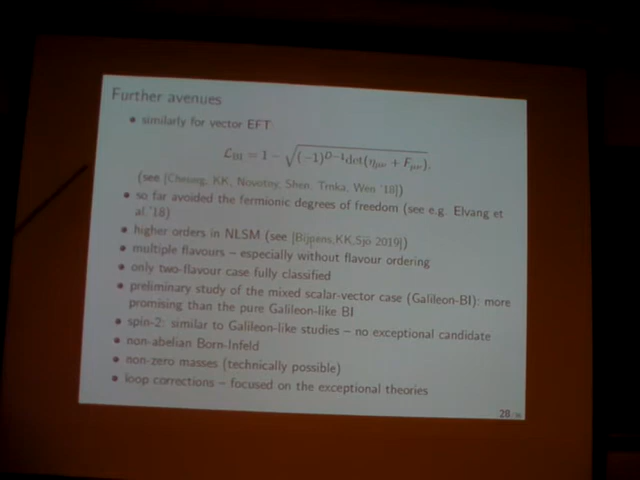 Further avenues
• similarly for vector EFT
L_BI = 1 − √((−1)^{D−1} det(η_μν + F_μν)),
(see [Cheung, KK, Novotny, Shen, Trnka, Wen '18])
• so far avoided the fermionic degrees of freedom (see e.g. Elvang et
al '18)
• higher orders in NLSM (see [Bijnens,KK,Sjö 2019])
• multiple flavours – especially without flavour ordering
• only two-flavour case fully classified
• preliminary study of the mixed scalar-vector case (Galileon-BI): more
promising than the pure Galileon-like BI
• spin-2: similar to Galileon-like studies – no exceptional candidate
• non-abelian Born-Infeld
• non-zero masses (technically possible)
• loop corrections – focused on the exceptional theories
28